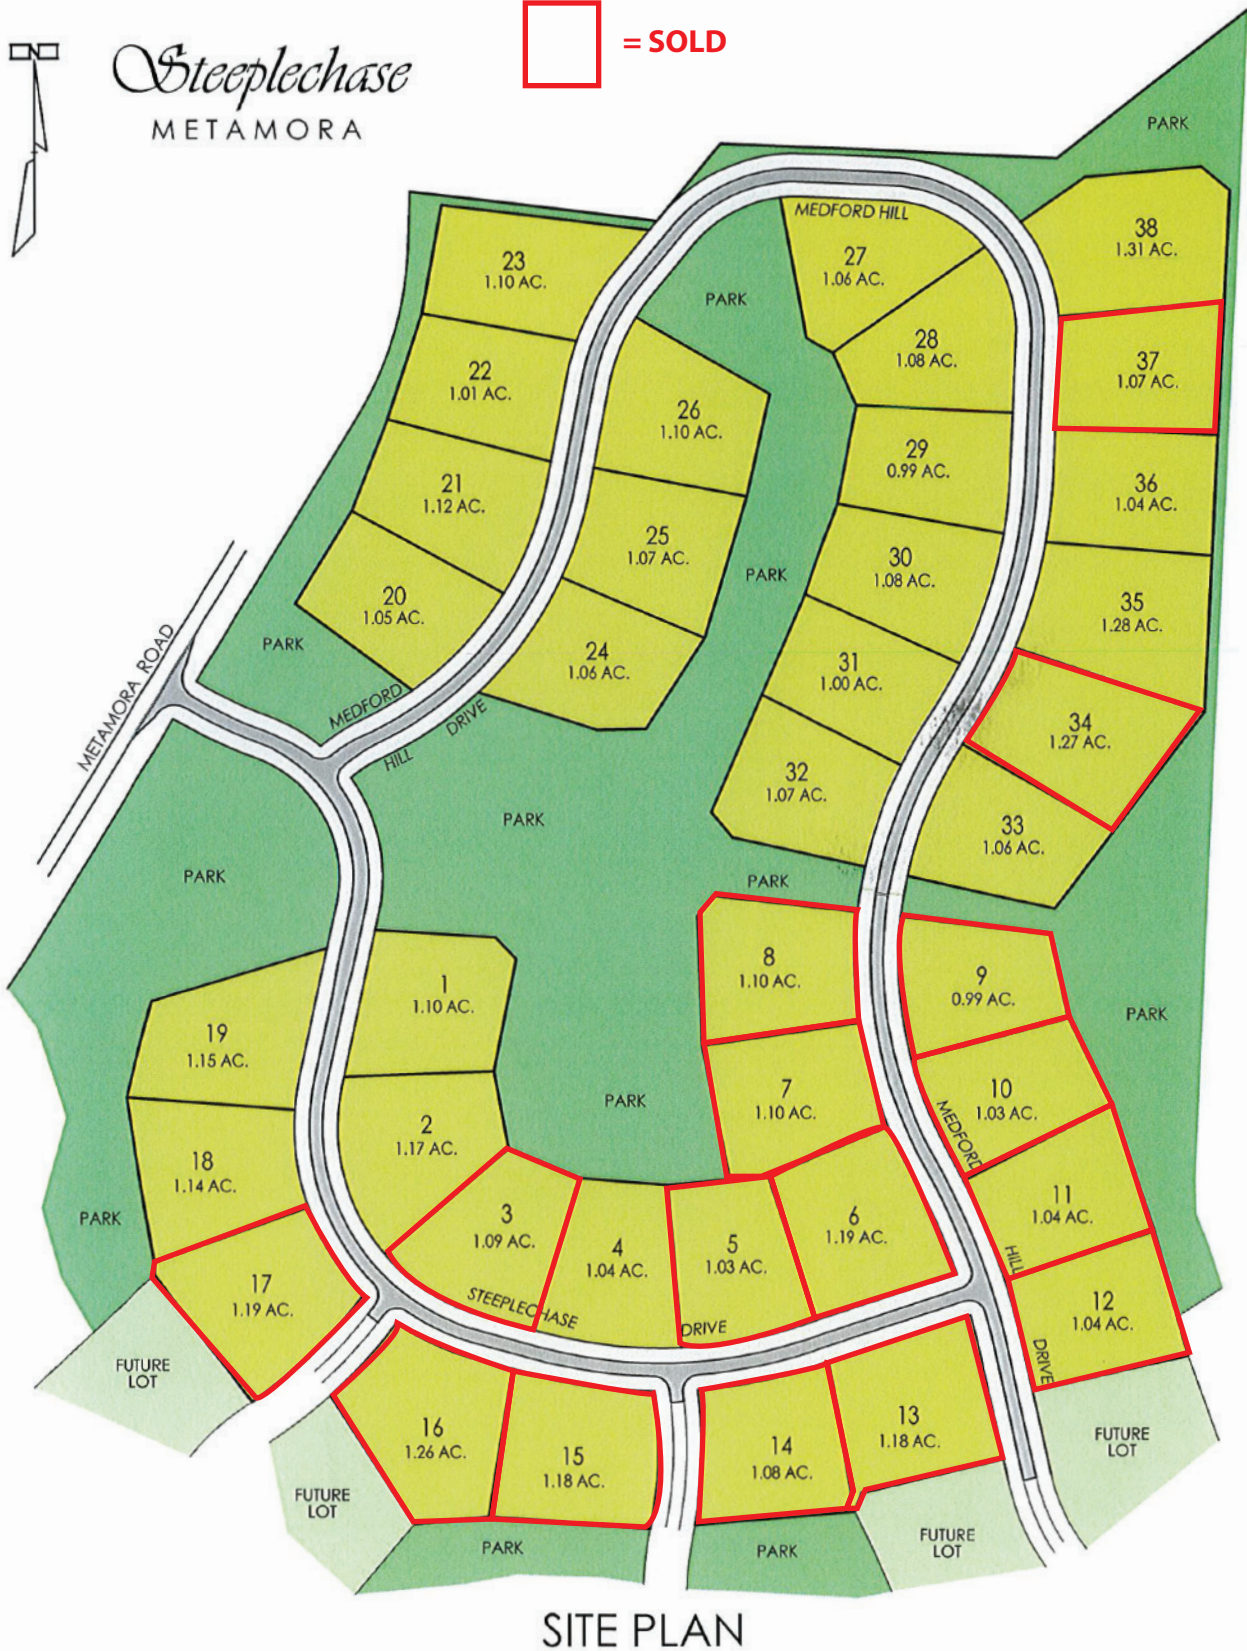 N
Steeplechase
METAMORA
= SOLD
PARK
MEDFORD HILL
38
1.31 AC.
23
1.10 AC.
27
1.06 AC.
PARK
28
1.08 AC.
37
1.07 AC.
22
1.01 AC.
26
1.10 AC.
29
0.99 AC.
36
1.04 AC.
21
1.12 AC.
25
1.07 AC.
30
1.08 AC.
PARK
20
1.05 AC.
35
1.28 AC.
PARK
24
1.06 AC.
31
1.00 AC.
METAMORA ROAD
MEDFORD
HILL
DRIVE
34
1.27 AC.
32
1.07 AC.
PARK
33
1.06 AC.
PARK
PARK
8
1.10 AC.
9
0.99 AC.
1
1.10 AC.
PARK
19
1.15 AC.
PARK
7
1.10 AC.
10
1.03 AC.
MEDFORD
2
1.17 AC.
18
1.14 AC.
PARK
3
1.09 AC.
4
1.04 AC.
5
1.03 AC.
6
1.19 AC.
11
1.04 AC.
HILL
17
1.19 AC.
STEEPLECHASE
DRIVE
12
1.04 AC.
DRIVE
FUTURE
LOT
16
1.26 AC.
15
1.18 AC.
14
1.08 AC.
13
1.18 AC.
FUTURE
LOT
FUTURE
LOT
PARK
PARK
FUTURE
LOT
SITE PLAN